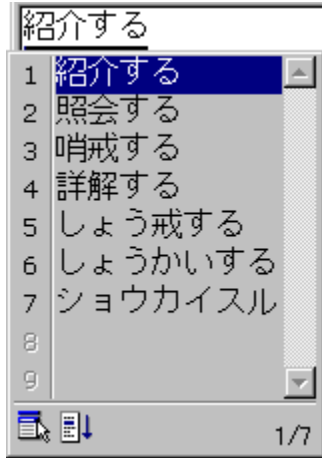 紹介する
1 紹介する
2 照会する
3 哨戒する
4 詳解する
5 しょう戒する
6 しょうかいする
7 ショウカイスル
8
9
1/7